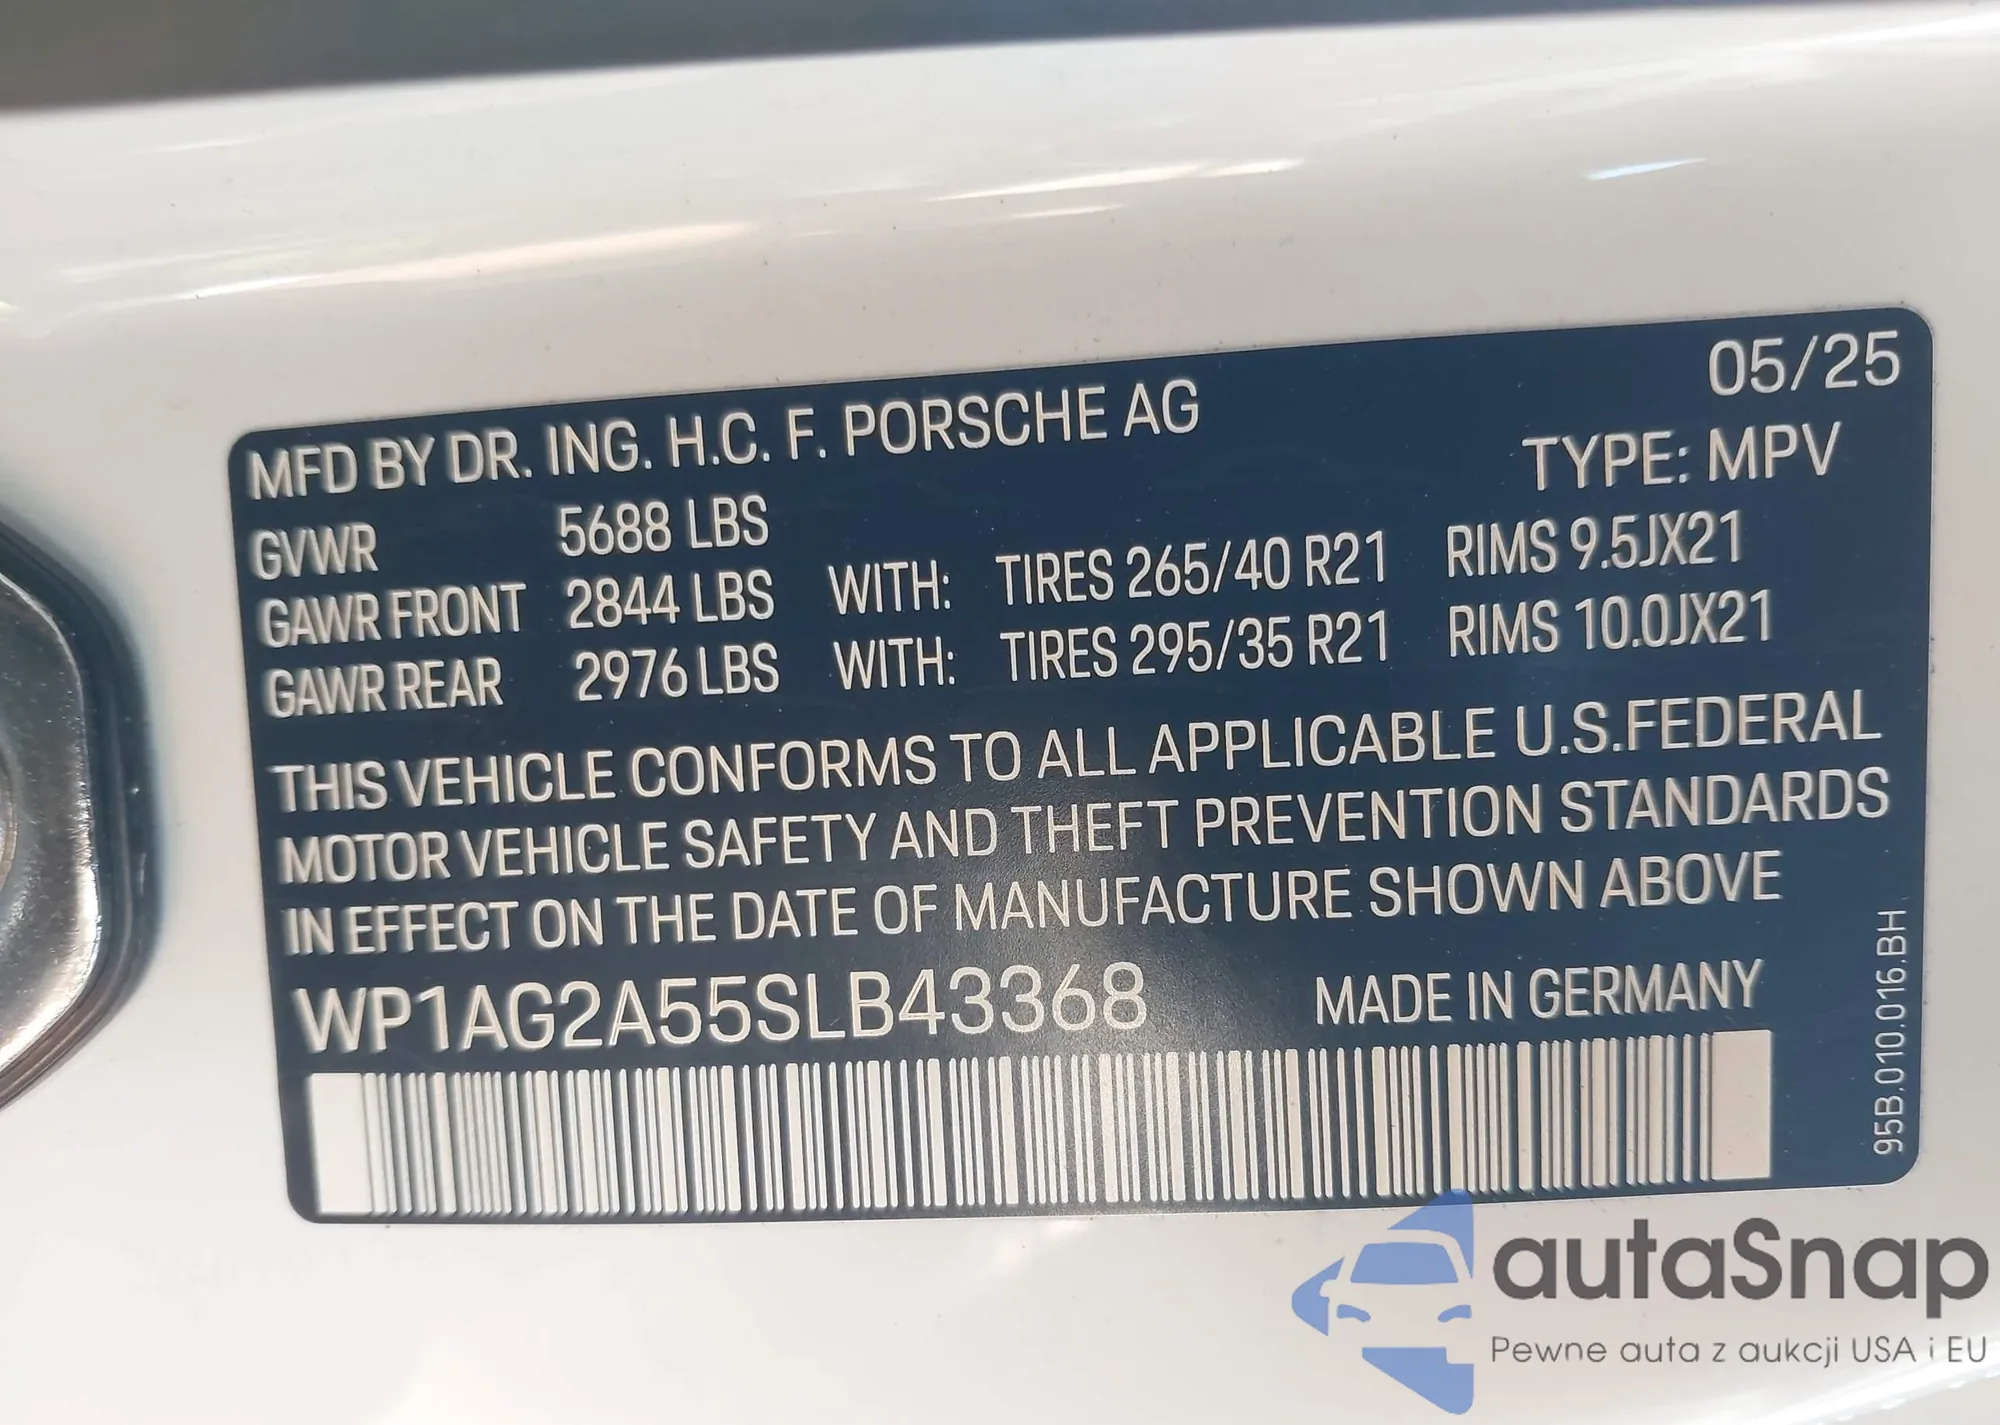 05/25
MFD BY DR. ING. H.C. F. PORSCHE AG
TYPE: MPV
GVWR 5688 LBS
GAWR FRONT 2844 LBS WITH: TIRES 265/40 R21 RIMS 9.5JX21
GAWR REAR 2976 LBS WITH: TIRES 295/35 R21 RIMS 10.0JX21
THIS VEHICLE CONFORMS TO ALL APPLICABLE U.S.FEDERAL
MOTOR VEHICLE SAFETY AND THEFT PREVENTION STANDARDS
IN EFFECT ON THE DATE OF MANUFACTURE SHOWN ABOVE
WP1AG2A55SLB43368 MADE IN GERMANY
95B.010.016.BH
autaSnap
Pewne auta z aukcji USA i EU